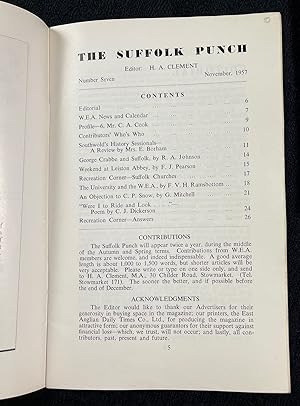 THE SUFFOLK PUNCH
Editor: H. A. CLEMENT
Number Seven November, 1957
CONTENTS
Editorial 6
W.E.A. News and Calendar 7
Profile—6, Mr. C. A. Cook 9
Contributors' Who's Who 10
Southwold's History Sessionals—
A Review by Mrs. E. Borham 11
George Crabbe and Suffolk, by R. A. Johnson 14
Weekend at Leiston Abbey, by E. J. Pearson 17
Recreation Corner—Suffolk Churches 18
The University and the W.E.A., by F. V. H. Ramsbottom 18
An Objection to C. P. Snow, by G. Mitchell 21
"Were I to Ride and Look . . ."—
Poem by C. J. Dickerson 24
Recreation Corner—Answers 26
CONTRIBUTIONS
The Suffolk Punch will appear twice a year, during the middle
of the Autumn and Spring terms. Contributions from W.E.A.
members are welcome, and indeed indispensable. A good average
length is about 1,000 to 1,500 words, but shorter articles will be
very acceptable. Please write or type on one side only, and send
to H. A. Clement, M.A., 30 Childer Road, Stowmarket, (Tel.
Stowmarket 171). The sooner the better, and if possible before
the end of December.
ACKNOWLEDGMENTS
The Editor would like to thank our Advertisers for their
generosity in buying space in the magazine; our printers, the East
Anglian Daily Times Co., Ltd., for producing the magazine in
attractive form; our anonymous guarantors for their support against
financial loss—which, we trust, will not occur; and lastly, all con-
tributors, past, present and future.
5